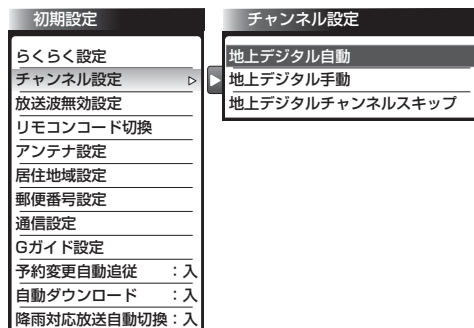 初期設定
らくらく設定
チャンネル設定
放送波無効設定
リモコンコード切換
アンテナ設定
居住地域設定
郵便番号設定
通信設定
Gガイド設定
予約変更自動追従 :入
自動ダウンロード :入
降雨対応放送自動切換:入
チャンネル設定
地上デジタル自動
地上デジタル手動
地上デジタルチャンネルスキップ